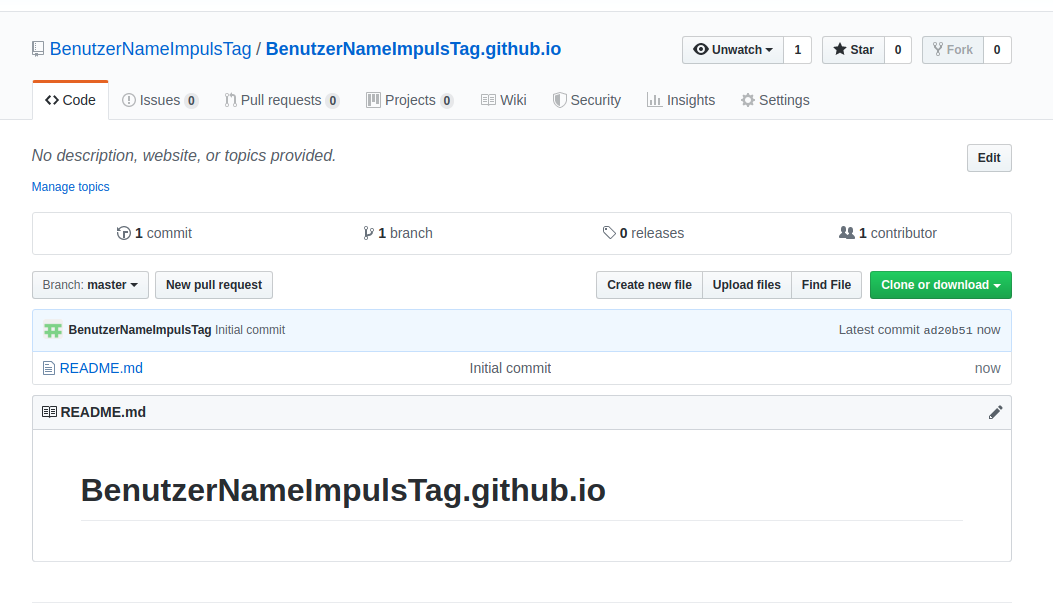 BenutzerNameImpulsTag / BenutzerNameImpulsTag.github.io Unwatch 1 Star 0 Fork 0
Code Issues 0 Pull requests 0 Projects 0 Wiki Security Insights Settings
No description, website, or topics provided. Edit
Manage topics
1 commit 1 branch 0 releases 1 contributor
Branch: master New pull request Create new file Upload files Find File Clone or download
BenutzerNameImpulsTag Initial commit Latest commit ad20b51 now
README.md Initial commit now
README.md
BenutzerNameImpulsTag.github.io